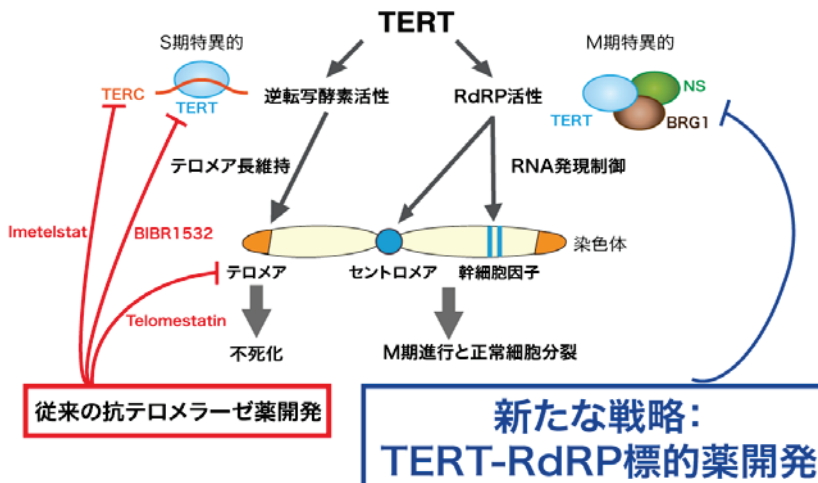 TERT
S期特異的
M期特異的
TERC
TERT
逆転写酵素活性
RdRP活性
TERT
NS
BRG1
テロメア長維持
RNA発現制御
Imetelstat
BIBR1532
染色体
テロメア
セントロメア
幹細胞因子
Telomestatin
不死化
M期進行と正常細胞分裂
従来の抗テロメラーゼ薬開発
新たな戦略：
TERT-RdRP標的薬開発